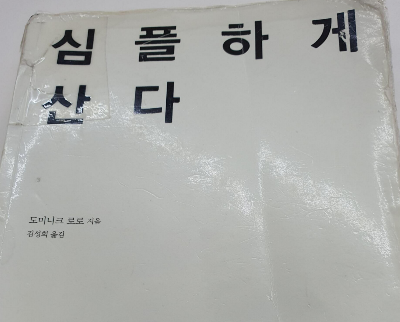 심플하게
산다
도미니크 로로 지음
김성희 옮김